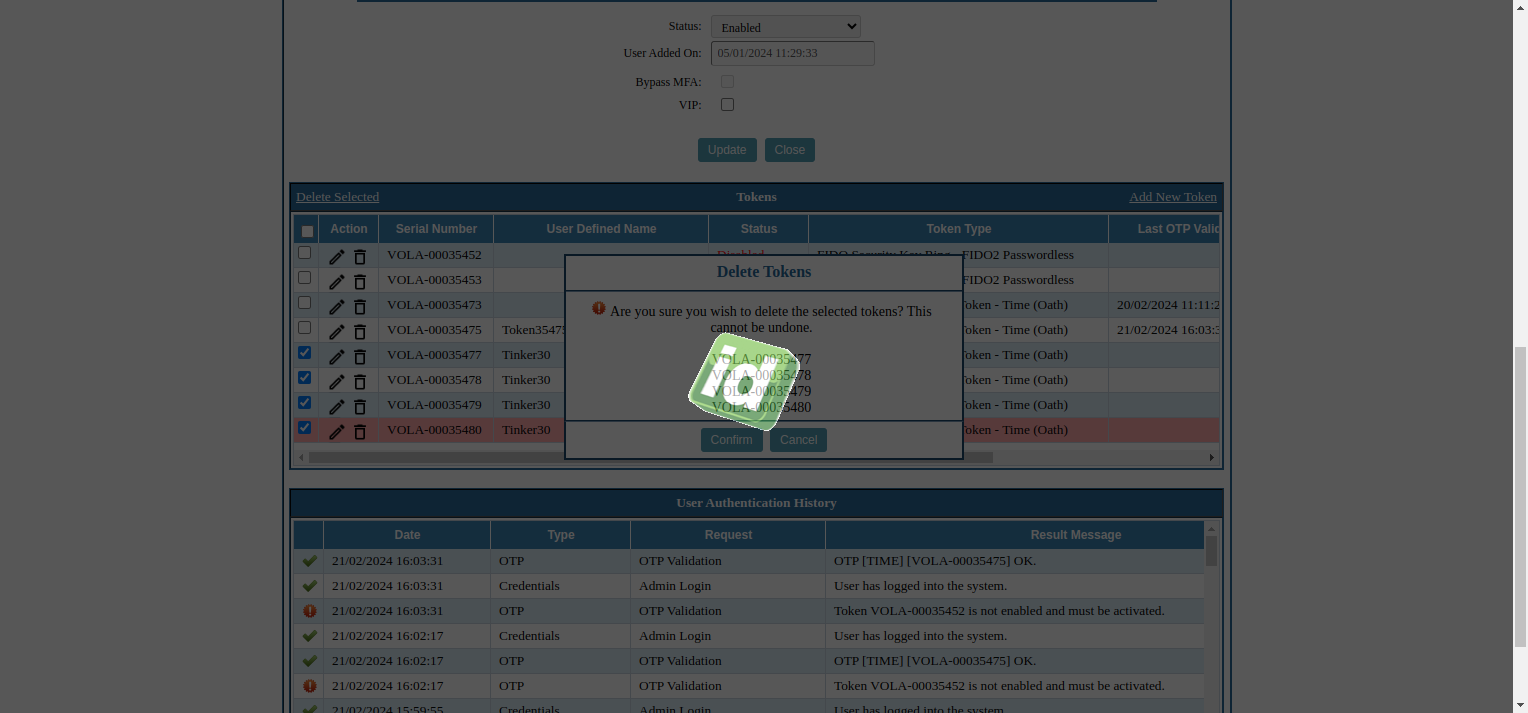 Status: Enabled
User Added On: 05/01/2024 11:29:33
Bypass MFA:
VIP:
Update Close
Delete Selected Tokens Add New Token
Action Serial Number User Defined Name Status Token Type Last OTP Valid
VOLA-00035452 Disabled FIDO Security Key Ring - FIDO2 Passwordless
VOLA-00035453 FIDO2 Passwordless
VOLA-00035473 Token - Time (Oath) 20/02/2024 11:11:2
VOLA-00035475 Token35475 Token - Time (Oath) 21/02/2024 16:03:3
VOLA-00035477 Tinker30 Token - Time (Oath)
VOLA-00035478 Tinker30 Token - Time (Oath)
VOLA-00035479 Tinker30 Token - Time (Oath)
VOLA-00035480 Tinker30 Token - Time (Oath)
Delete Tokens
Are you sure you wish to delete the selected tokens? This
cannot be undone.
VOLA-00035477
VOLA-00035478
VOLA-00035479
VOLA-00035480
id
Confirm Cancel
User Authentication History
Date Type Request Result Message
21/02/2024 16:03:31 OTP OTP Validation OTP [TIME] [VOLA-00035475] OK.
21/02/2024 16:03:31 Credentials Admin Login User has logged into the system.
21/02/2024 16:03:31 OTP OTP Validation Token VOLA-00035452 is not enabled and must be activated.
21/02/2024 16:02:17 Credentials Admin Login User has logged into the system.
21/02/2024 16:02:17 OTP OTP Validation OTP [TIME] [VOLA-00035475] OK.
21/02/2024 16:02:17 OTP OTP Validation Token VOLA-00035452 is not enabled and must be activated.
21/02/2024 15:59:55 Credentials Admin Login User has logged into the system.